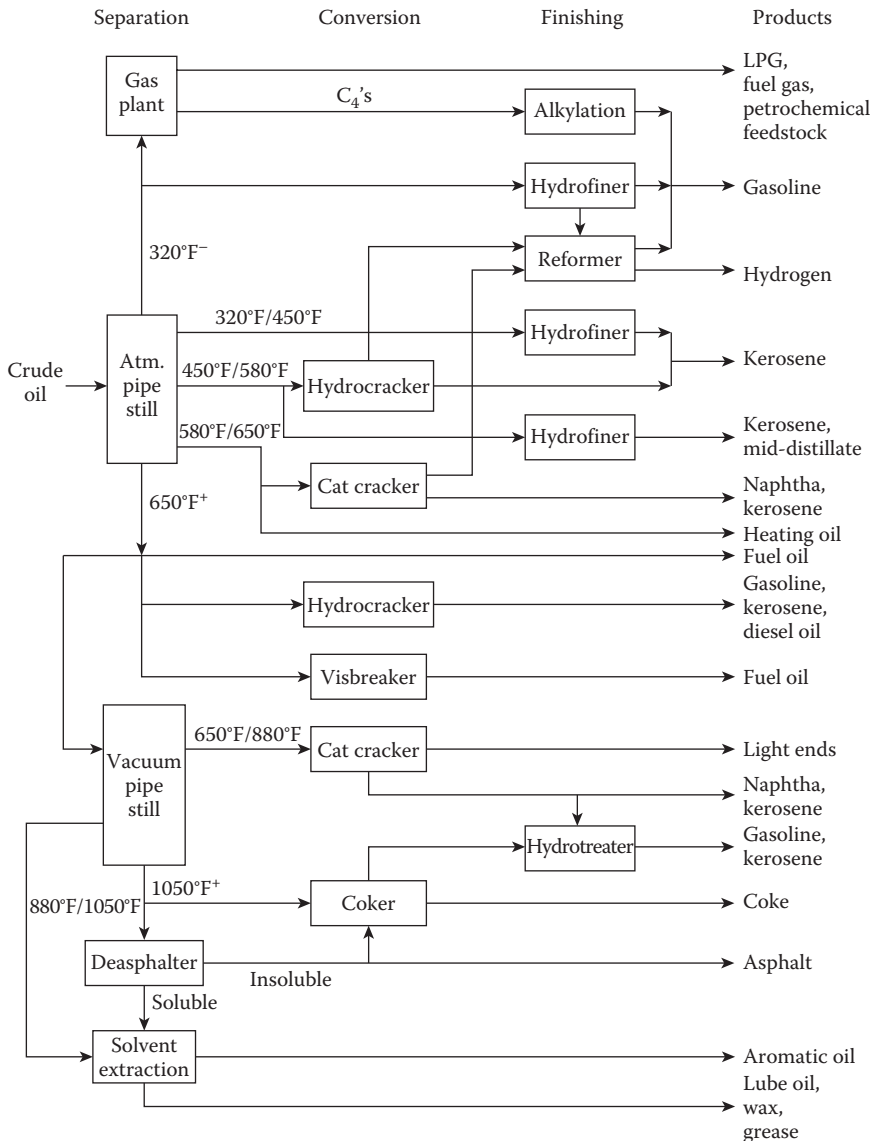 Separation
Conversion
Finishing
Products
Gas
plant
C₄'s
Alkylation
LPG,
fuel gas,
petrochemical
feedstock
Hydrofiner
Gasoline
320°F⁻
Reformer
Hydrogen
Crude
oil
Atm.
pipe
still
320°F/450°F
Hydrofiner
Kerosene
450°F/580°F
Hydrocracker
Hydrofiner
Kerosene,
mid-distillate
580°F/650°F
Cat cracker
Naphtha,
kerosene
Heating oil
650°F⁺
Fuel oil
Hydrocracker
Gasoline,
kerosene,
diesel oil
Visbreaker
Fuel oil
Vacuum
pipe
still
650°F/880°F
Cat cracker
Light ends
Naphtha,
kerosene
Hydrotreater
Gasoline,
kerosene
1050°F⁺
880°F/1050°F
Coker
Coke
Deasphalter
Insoluble
Asphalt
Soluble
Solvent
extraction
Aromatic oil
Lube oil,
wax,
grease